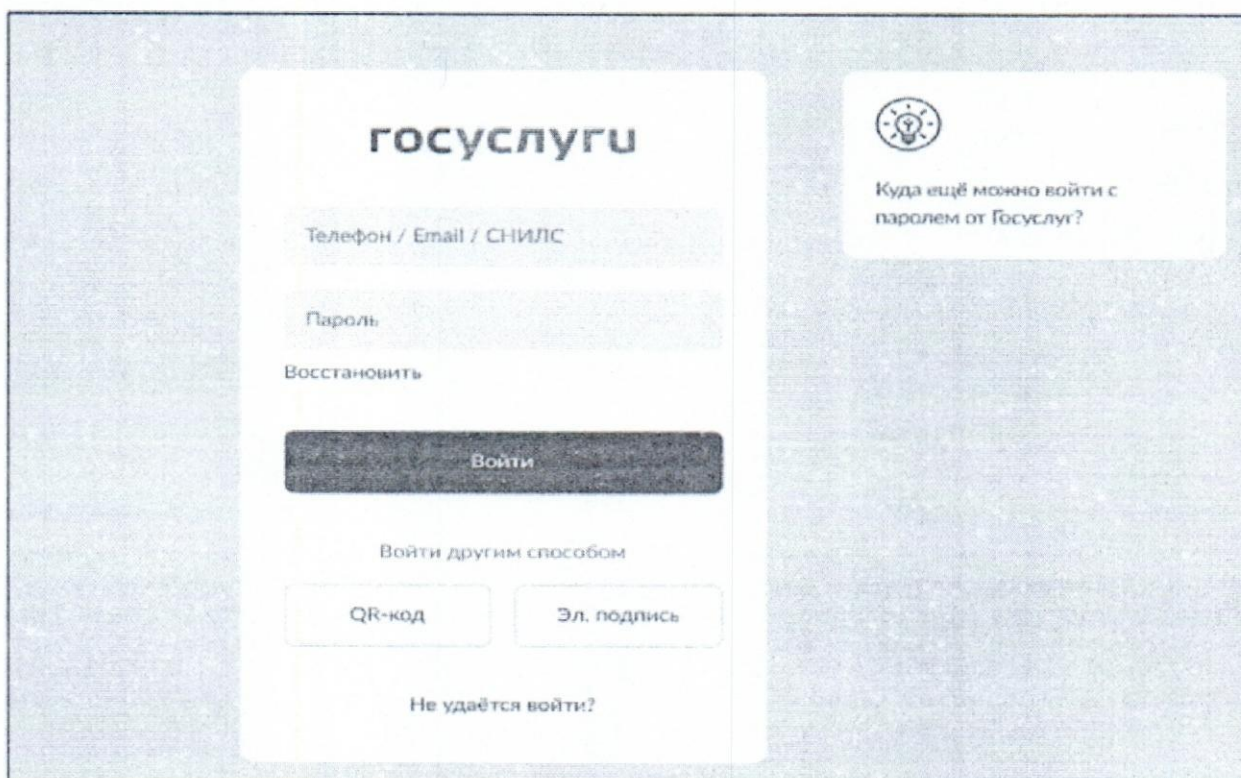 госуслуги
Телефон / Email / СНИЛС
Пароль
Восстановить
Войти
Войти другим способом
QR-код
Эл. подпись
Не удаётся войти?
Куда ещё можно войти с
паролем от Госуслуг?